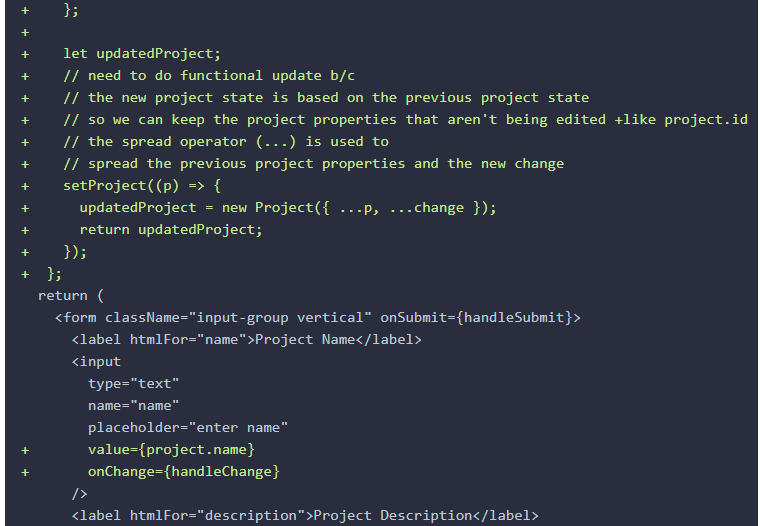 +    };
+
+    let updatedProject;
+    // need to do functional update b/c
+    // the new project state is based on the previous project state
+    // so we can keep the project properties that aren't being edited +like project.id
+    // the spread operator (...) is used to
+    // spread the previous project properties and the new change
+    setProject((p) => {
+      updatedProject = new Project({ ...p, ...change });
+      return updatedProject;
+    });
+  };
  return (
    <form className="input-group vertical" onSubmit={handleSubmit}>
      <label htmlFor="name">Project Name</label>
      <input
        type="text"
        name="name"
        placeholder="enter name"
+        value={project.name}
+        onChange={handleChange}
      />
      <label htmlFor="description">Project Description</label>